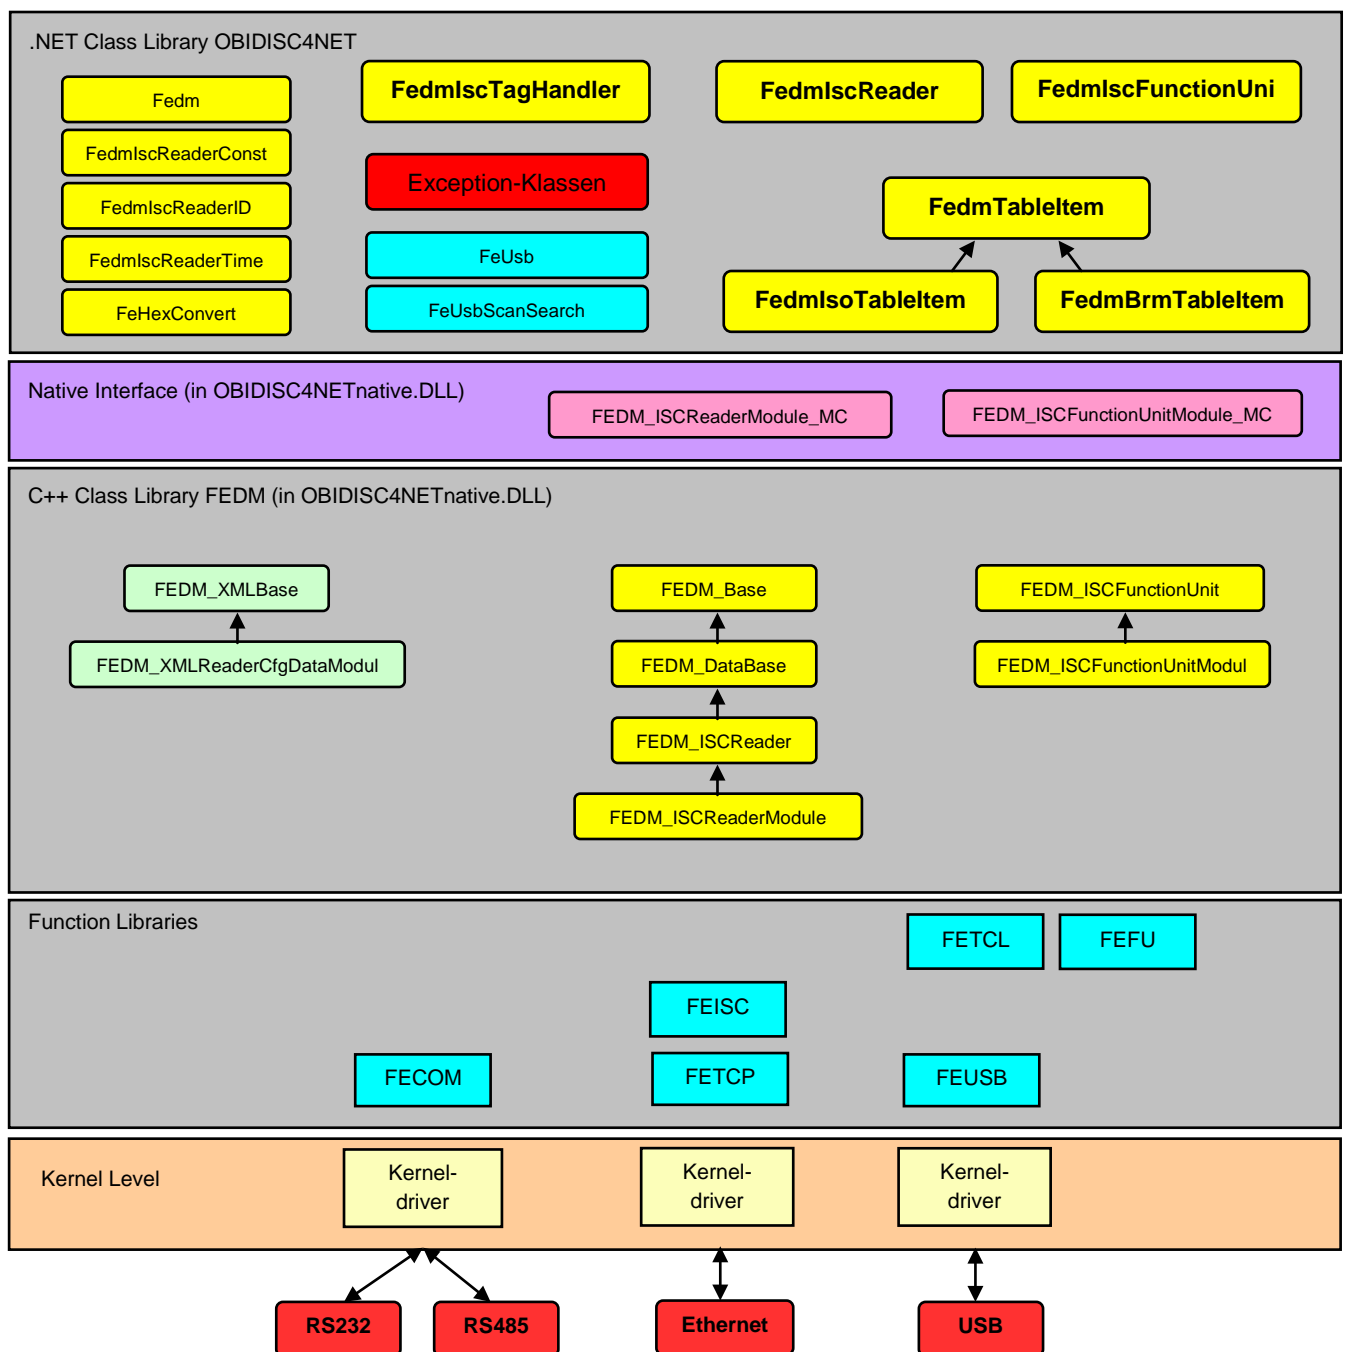 .NET Class Library OBIDISC4NET
Fedm
FedmIscReaderConst
FedmIscReaderID
FedmIscReaderTime
FeHexConvert
FedmIscTagHandler
Exception-Klassen
FeUsb
FeUsbScanSearch
FedmIscReader
FedmIscFunctionUni
FedmTableItem
FedmIsoTableItem
FedmBrmTableItem
Native Interface (in OBIDISC4NETnative.DLL)
FEDM_ISCReaderModule_MC
FEDM_ISCFunctionUnitModule_MC
C++ Class Library FEDM (in OBIDISC4NETnative.DLL)
FEDM_XMLBase
FEDM_XMLReaderCfgDataModul
FEDM_Base
FEDM_DataBase
FEDM_ISCReader
FEDM_ISCReaderModule
FEDM_ISCFunctionUnit
FEDM_ISCFunctionUnitModul
Function Libraries
FETCL
FEFU
FEISC
FECOM
FETCP
FEUSB
Kernel Level
Kernel-
driver
Kernel-
driver
Kernel-
driver
RS232
RS485
Ethernet
USB